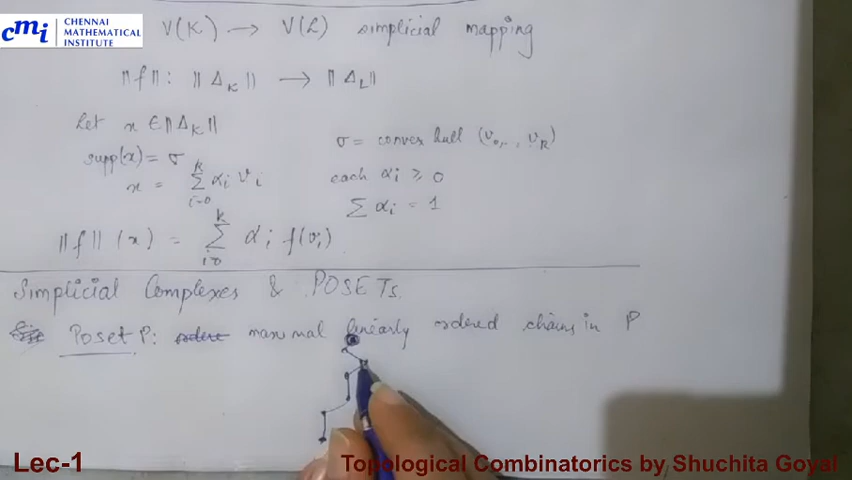 cmi CHENNAI MATHEMATICAL INSTITUTE
V(K) → V(L) simplicial mapping
||f||: ||Δ_K|| → ||Δ_L||
Let x ∈ ||Δ_K||
supp(x) = σ σ = convex hull (v_0, .., v_k)
x = Σ_{i=0}^{k} α_i v_i each α_i ≥ 0
Σ α_i = 1
||f||(x) = Σ_{i=0}^{k} α_i f(v_i)
Simplicial Complexes & POSETs
Poset P: maximal linearly ordered chains in P
Lec-1 Topological Combinatorics by Shuchita Goyal